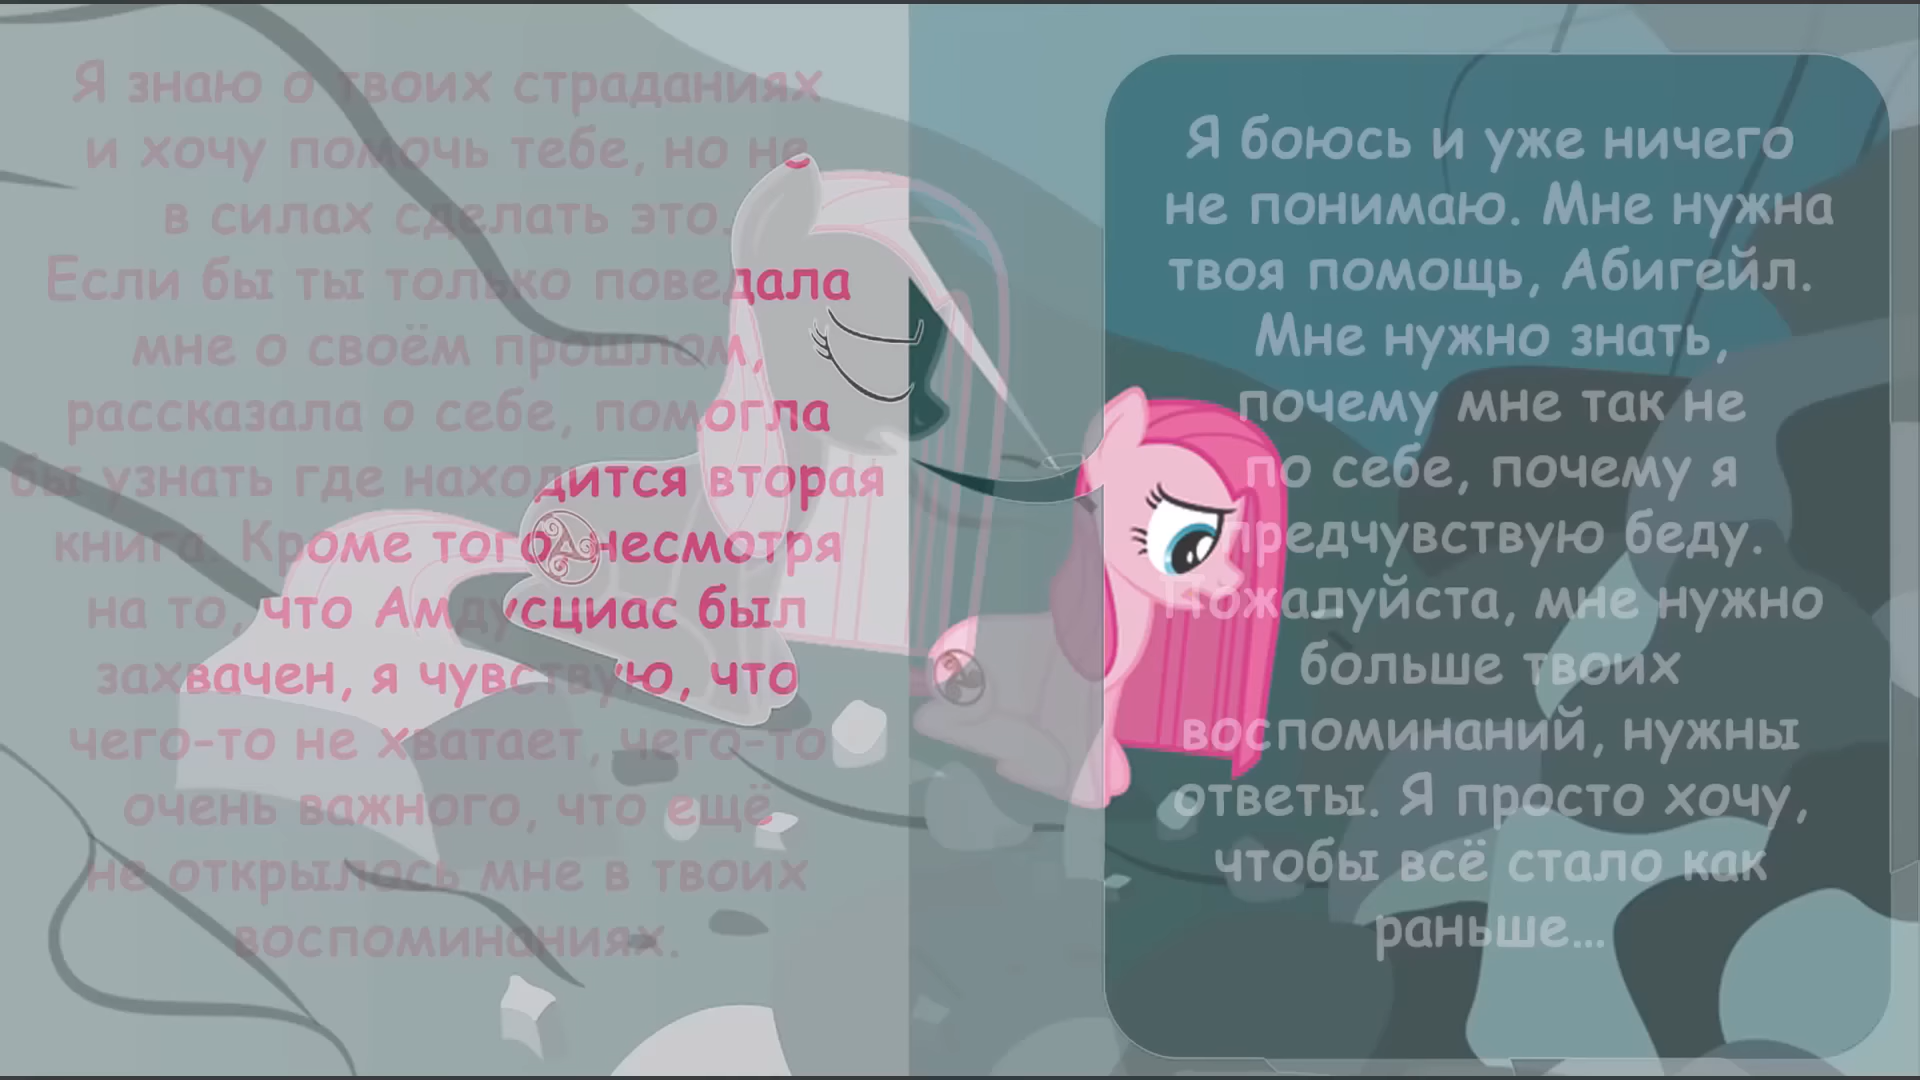 Я знаю о твоих страданиях
и хочу помочь тебе, но не
в силах сделать это.
Если бы ты только поведала
мне о своём прошлам,
рассказала о себе, помогла
бы узнать где находится вторая
книга. Кроме того, несмотря
на то, что Амдусциас был
захвачен, я чувствую, что
чего-то не хватает, чего-то
очень важного, что ещё
не открылось мне в твоих
воспоминаниях.
Я боюсь и уже ничего
не понимаю. Мне нужна
твоя помощь, Абигейл.
Мне нужно знать,
почему мне так не
по себе, почему я
предчувствую беду.
Пожалуйста, мне нужно
больше твоих
воспоминаний, нужны
ответы. Я просто хочу,
чтобы всё стало как
раньше...